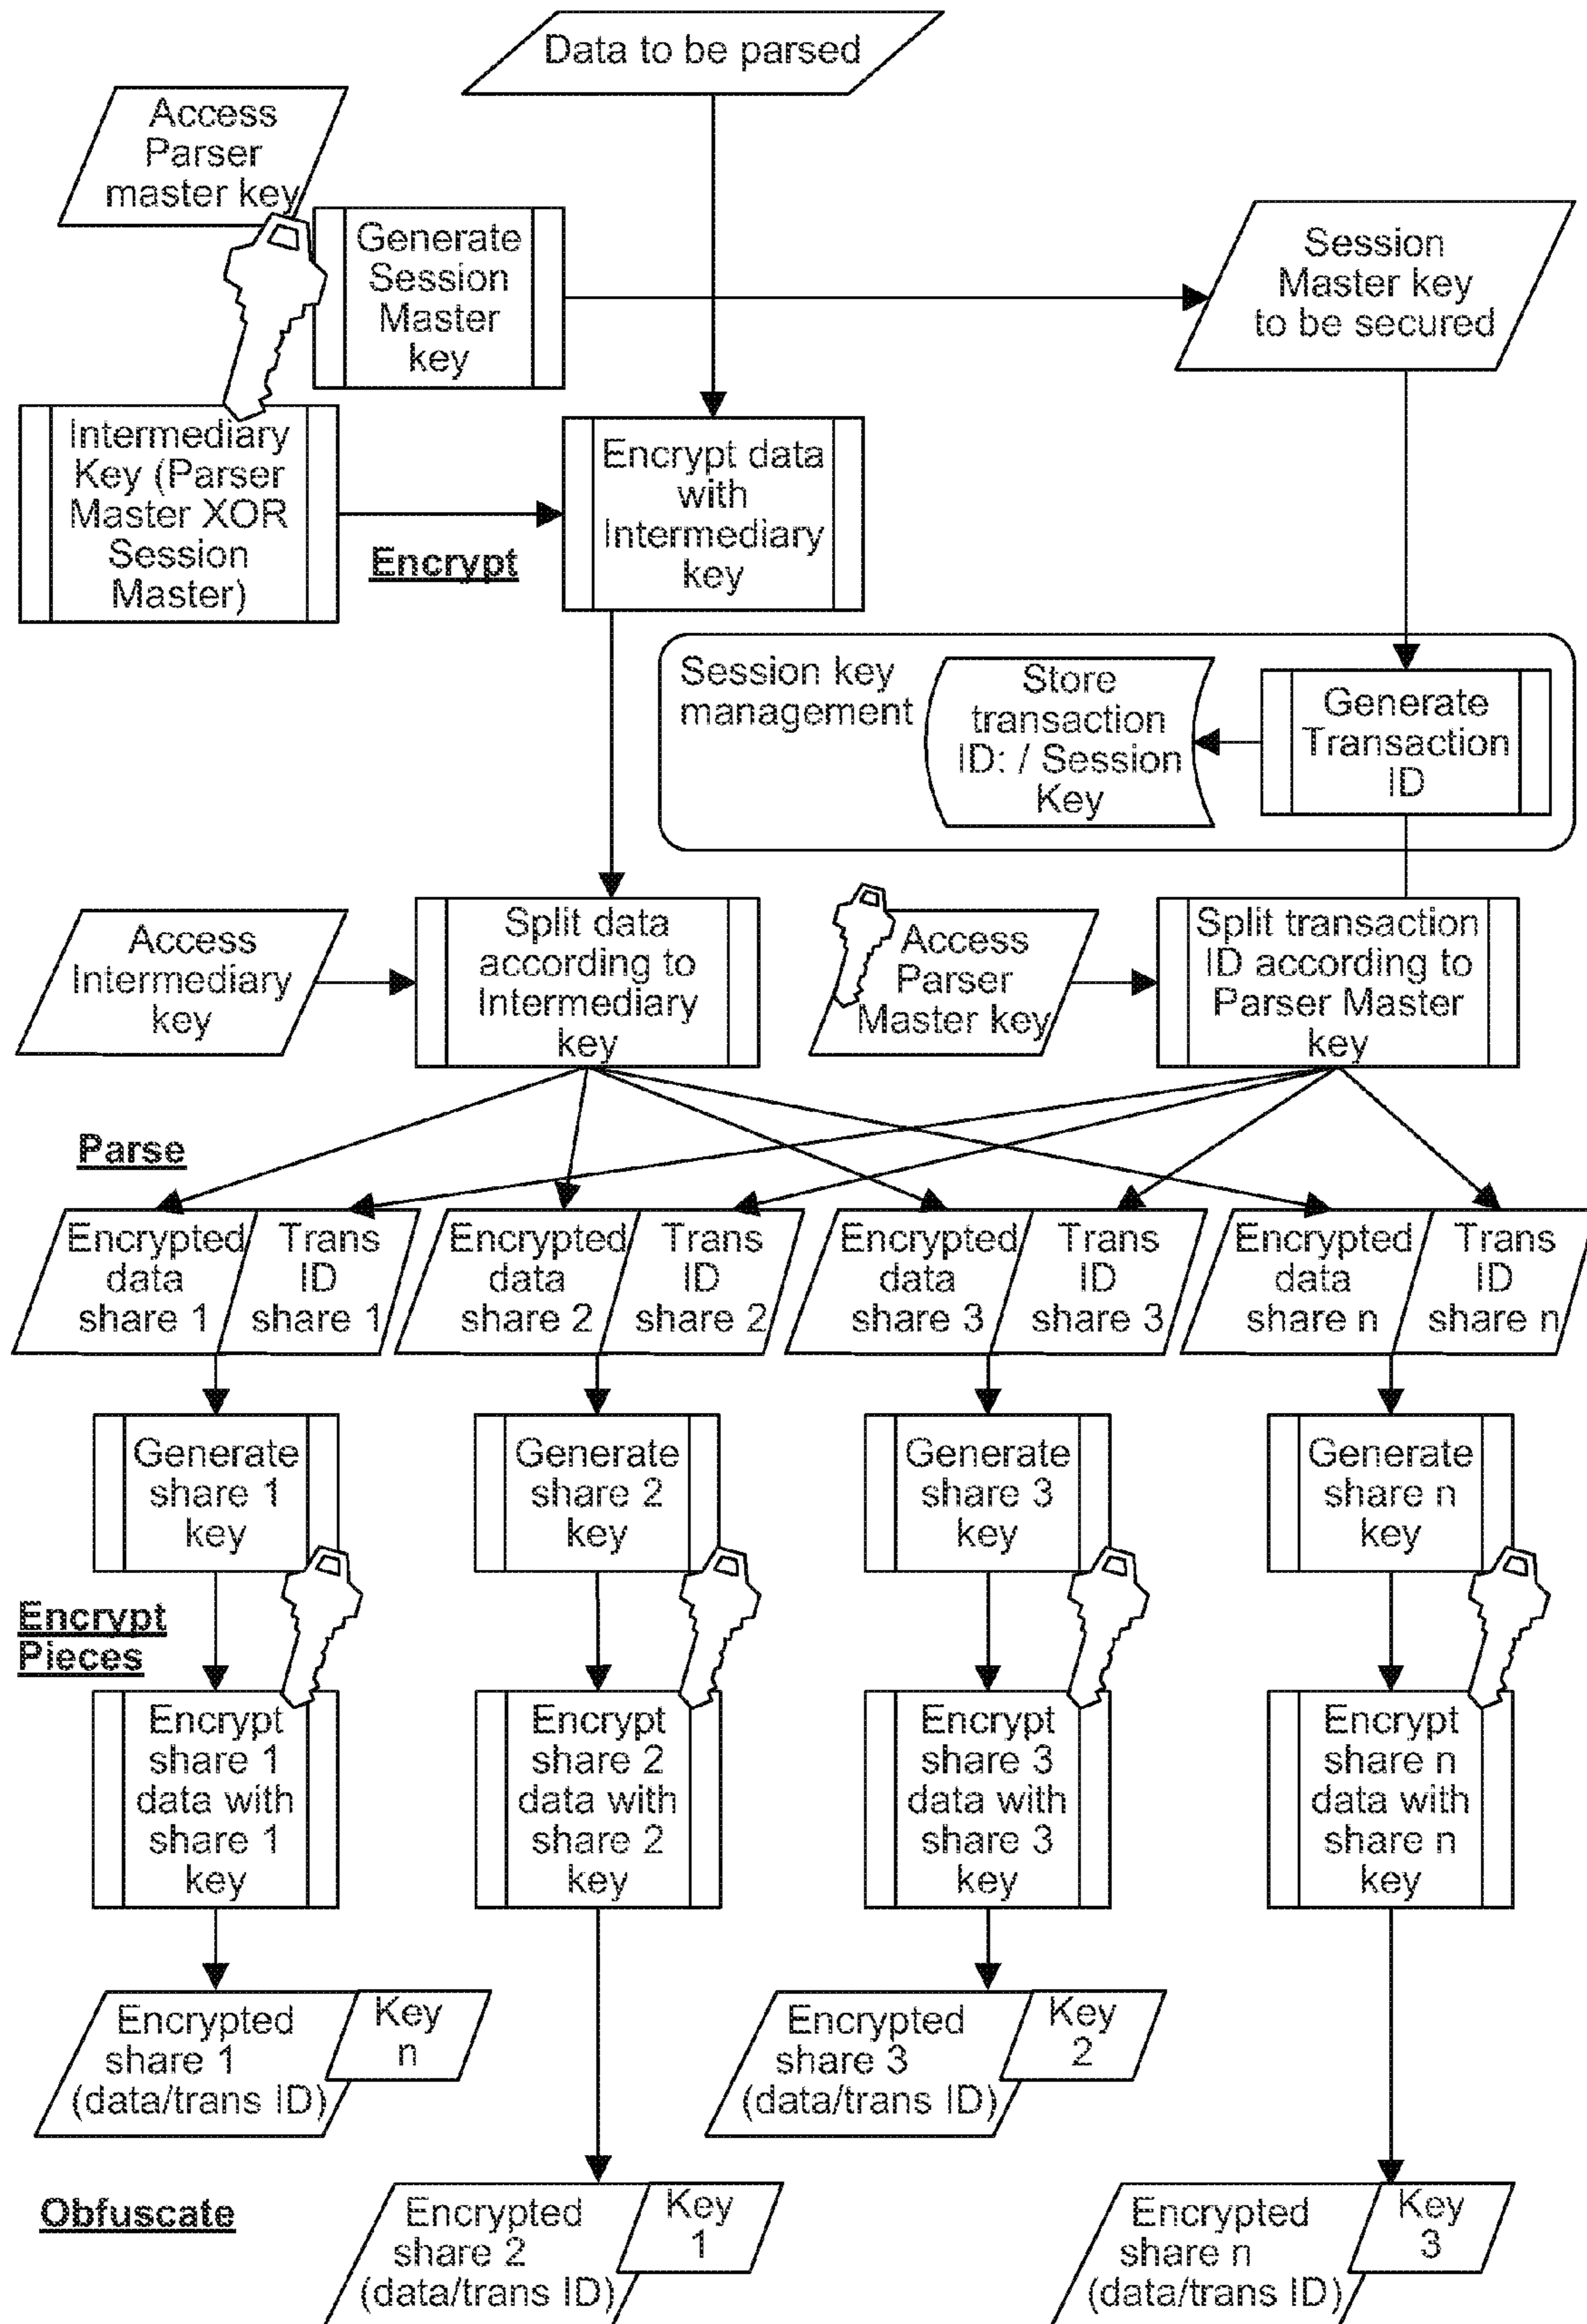 Data to be parsed
Access
Parser
master key
Generate
Session
Master
key
Session
Master key
to be secured
Intermediary
Key (Parser
Master XOR
Session
Master)
Encrypt
Encrypt data
with
Intermediary
key
Session key
management
Store
transaction
ID: / Session
Key
Generate
Transaction
ID
Access
Intermediary
key
Split data
according to
Intermediary
key
Access
Parser
Master key
Split transaction
ID according to
Parser Master
key
Parse
Encrypted
data
share 1
Trans
ID
share 1
Encrypted
data
share 2
Trans
ID
share 2
Encrypted
data
share 3
Trans
ID
share 3
Encrypted
data
share n
Trans
ID
share n
Generate
share 1
key
Generate
share 2
key
Generate
share 3
key
Generate
share n
key
Encrypt
Pieces
Encrypt
share 1
data with
share 1
key
Encrypt
share 2
data with
share 2
key
Encrypt
share 3
data with
share 3
key
Encrypt
share n
data with
share n
key
Encrypted
share 1
(data/trans ID)
Key
n
Encrypted
share 3
(data/trans ID)
Key
2
Obfuscate
Encrypted
share 2
(data/trans ID)
Key
1
Encrypted
share n
(data/trans ID)
Key
3